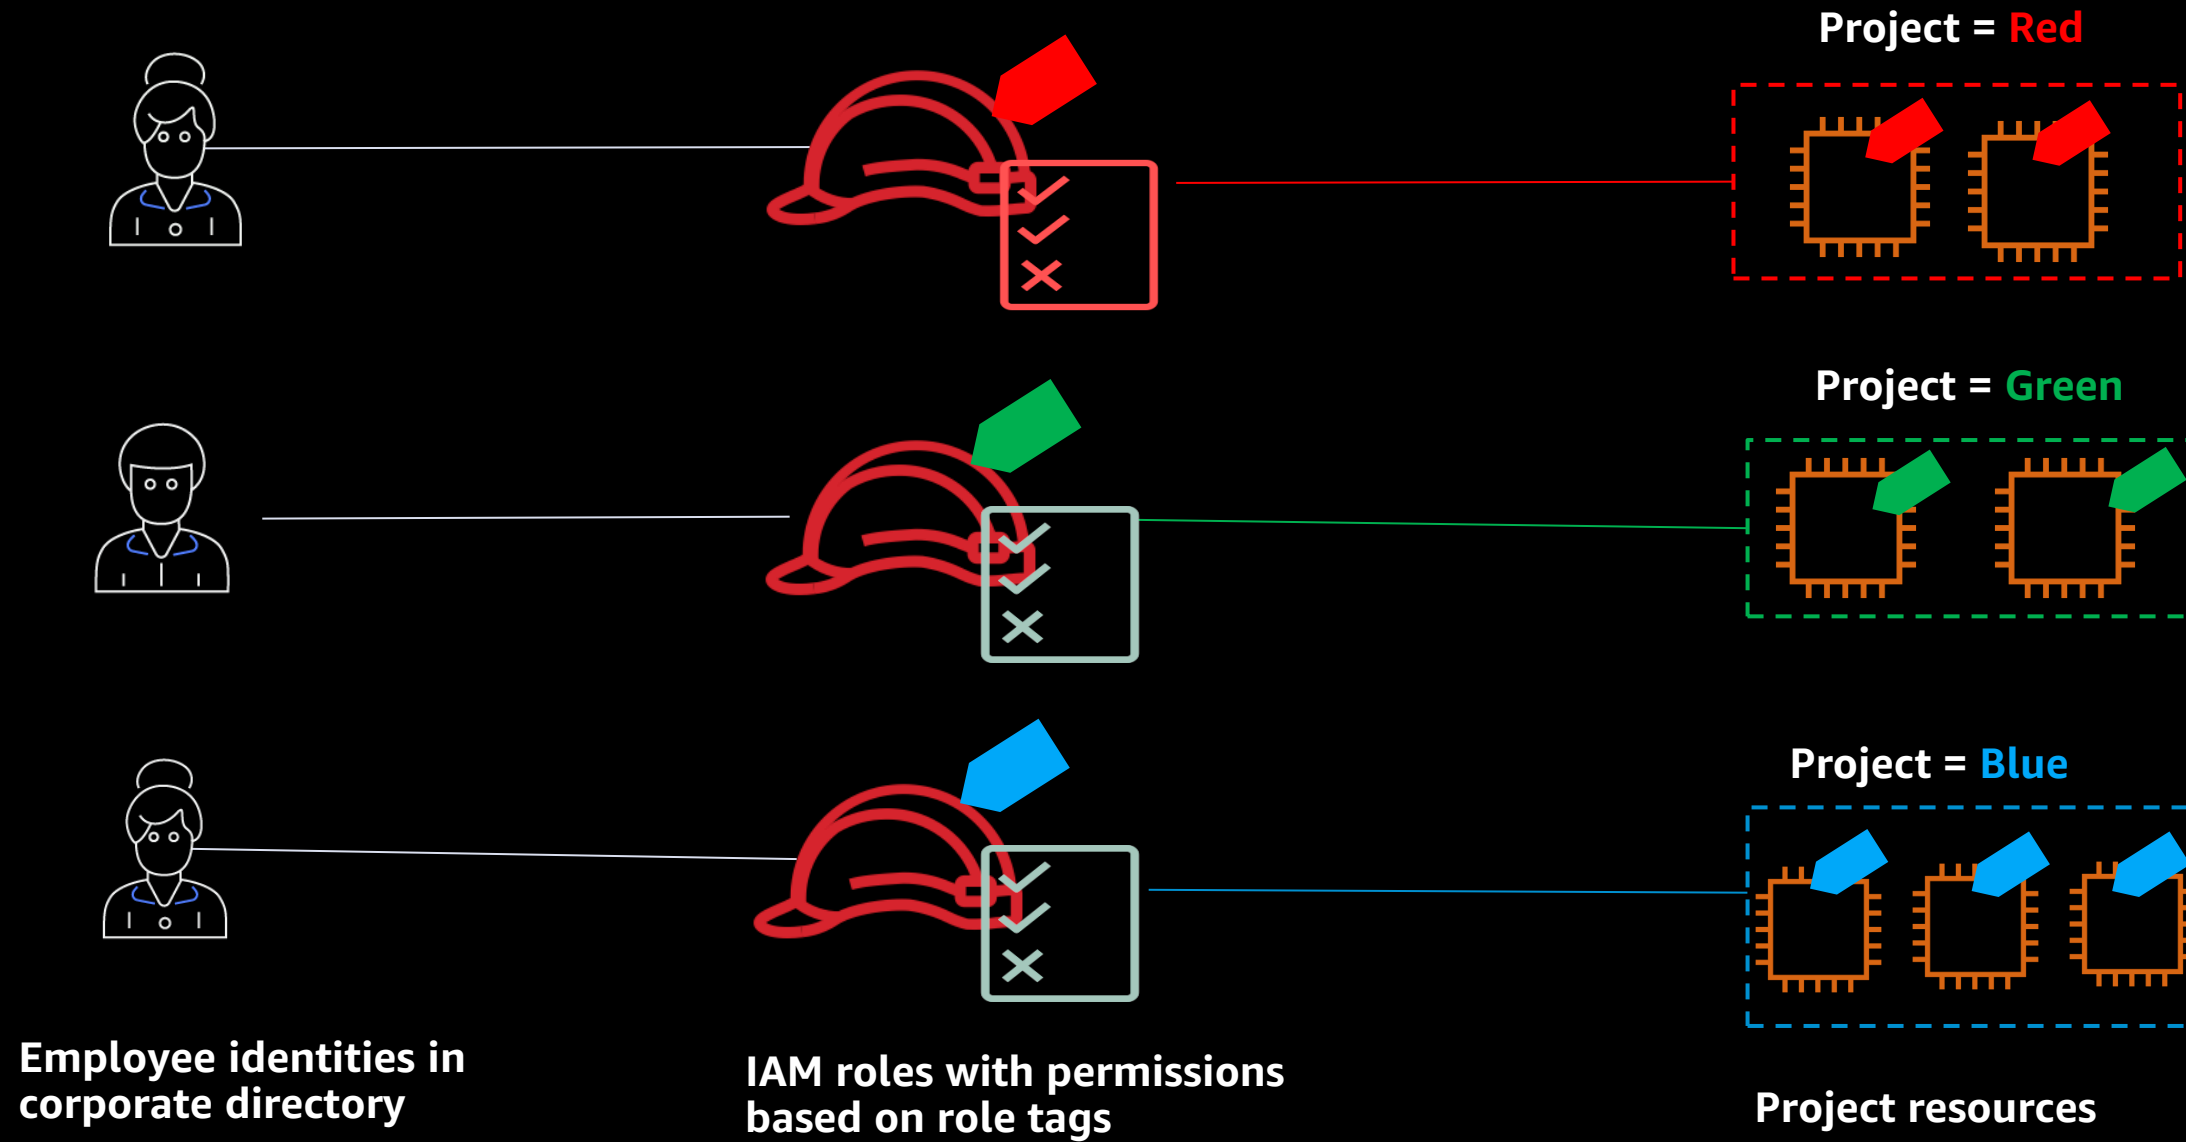 Project = Red
Project = Green
Project = Blue
Employee identities in
corporate directory
IAM roles with permissions
based on role tags
Project resources